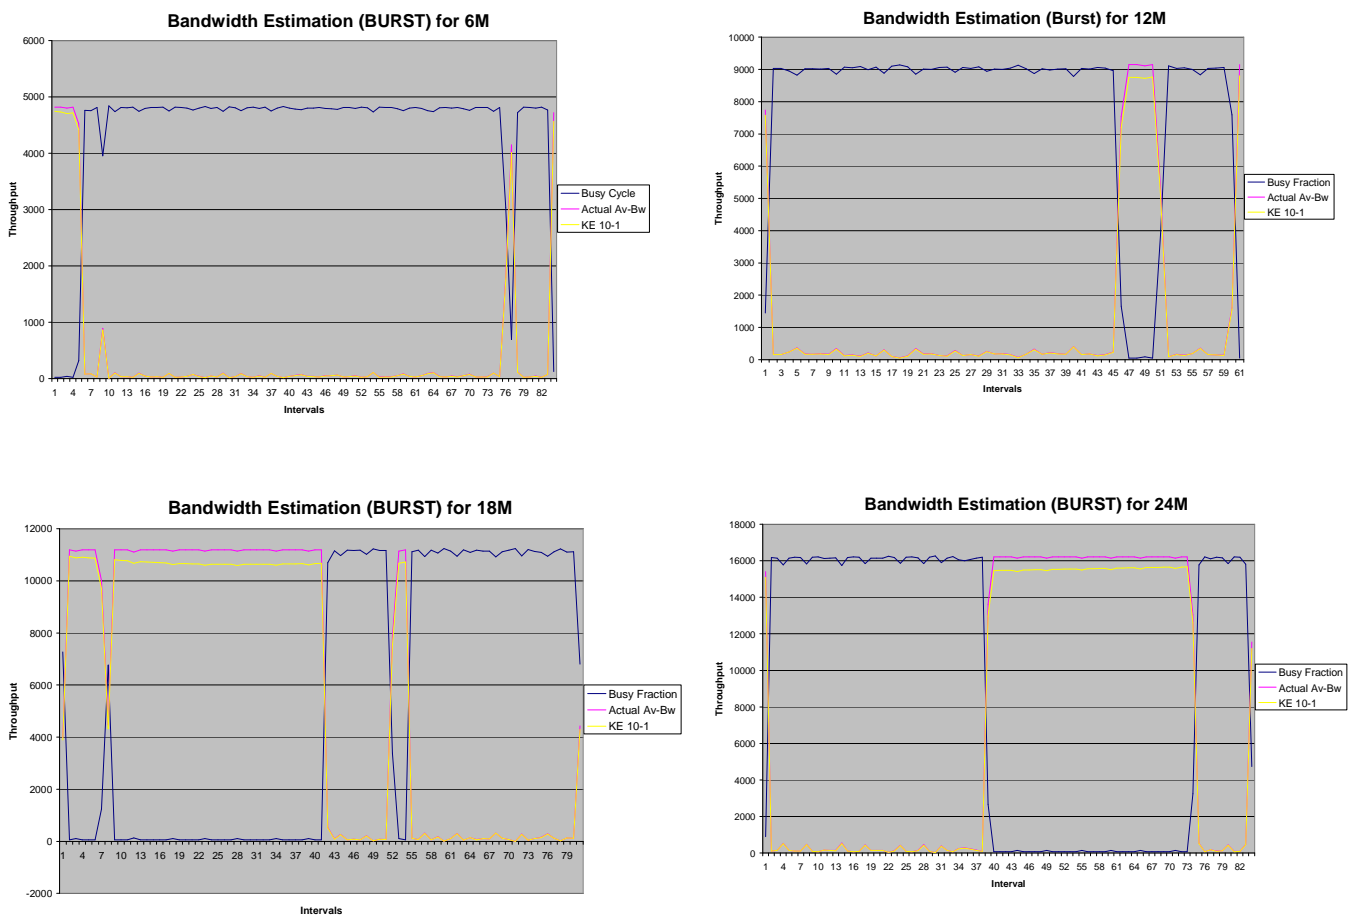 Bandwidth Estimation (BURST) for 6M
6000
5000
4000
3000
2000
1000
0
Throughput
1 4 7 10 13 16 19 22 25 28 31 34 37 40 43 46 49 52 55 58 61 64 67 70 73 76 79 82
Intervals
Busy Cycle
Actual Av-Bw
KE 10-1
Bandwidth Estimation (Burst) for 12M
10000
9000
8000
7000
6000
5000
4000
3000
2000
1000
0
Throughput
1 3 5 7 9 11 13 15 17 19 21 23 25 27 29 31 33 35 37 39 41 43 45 47 49 51 53 55 57 59 61
Intervals
Busy Fraction
Actual Av-Bw
KE 10-1
Bandwidth Estimation (BURST) for 18M
12000
10000
8000
6000
4000
2000
0
-2000
Throughput
1 4 7 10 13 16 19 22 25 28 31 34 37 40 43 46 49 52 55 58 61 64 67 70 73 76 79
Intervals
Busy Fraction
Actual Av-Bw
KE 10-1
Bandwidth Estimation (BURST) for 24M
18000
16000
14000
12000
10000
8000
6000
4000
2000
0
Throughput
1 4 7 10 13 16 19 22 25 28 31 34 37 40 43 46 49 52 55 58 61 64 67 70 73 76 79 82
Interval
Busy Fraction
Actual Av-Bw
KE 10-1